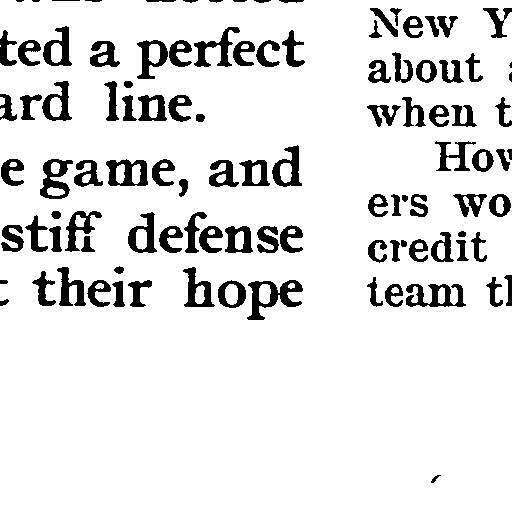 ted a perfect
ard line.
e game, and
stiff defense
their hope
New Y
about
when t
How
ers wo
credit
team th